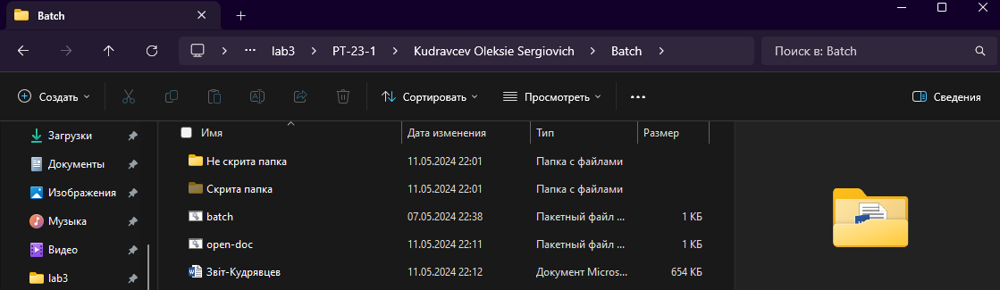 Batch
lab3 > PT-23-1 > Kudravcev Oleksie Sergiovich > Batch >
Поиск в: Batch
Создать
Сортировать
Просмотреть
Сведения
Загрузки
Документы
Изображения
Музыка
Видео
lab3
Имя Дата изменения Тип Размер
Не скрита папка 11.05.2024 22:01 Папка с файлами
Скрита папка 11.05.2024 22:01 Папка с файлами
batch 07.05.2024 22:38 Пакетный файл ... 1 КБ
open-doc 11.05.2024 22:11 Пакетный файл ... 1 КБ
Звіт-Кудрявцев 11.05.2024 22:12 Документ Micros... 654 КБ